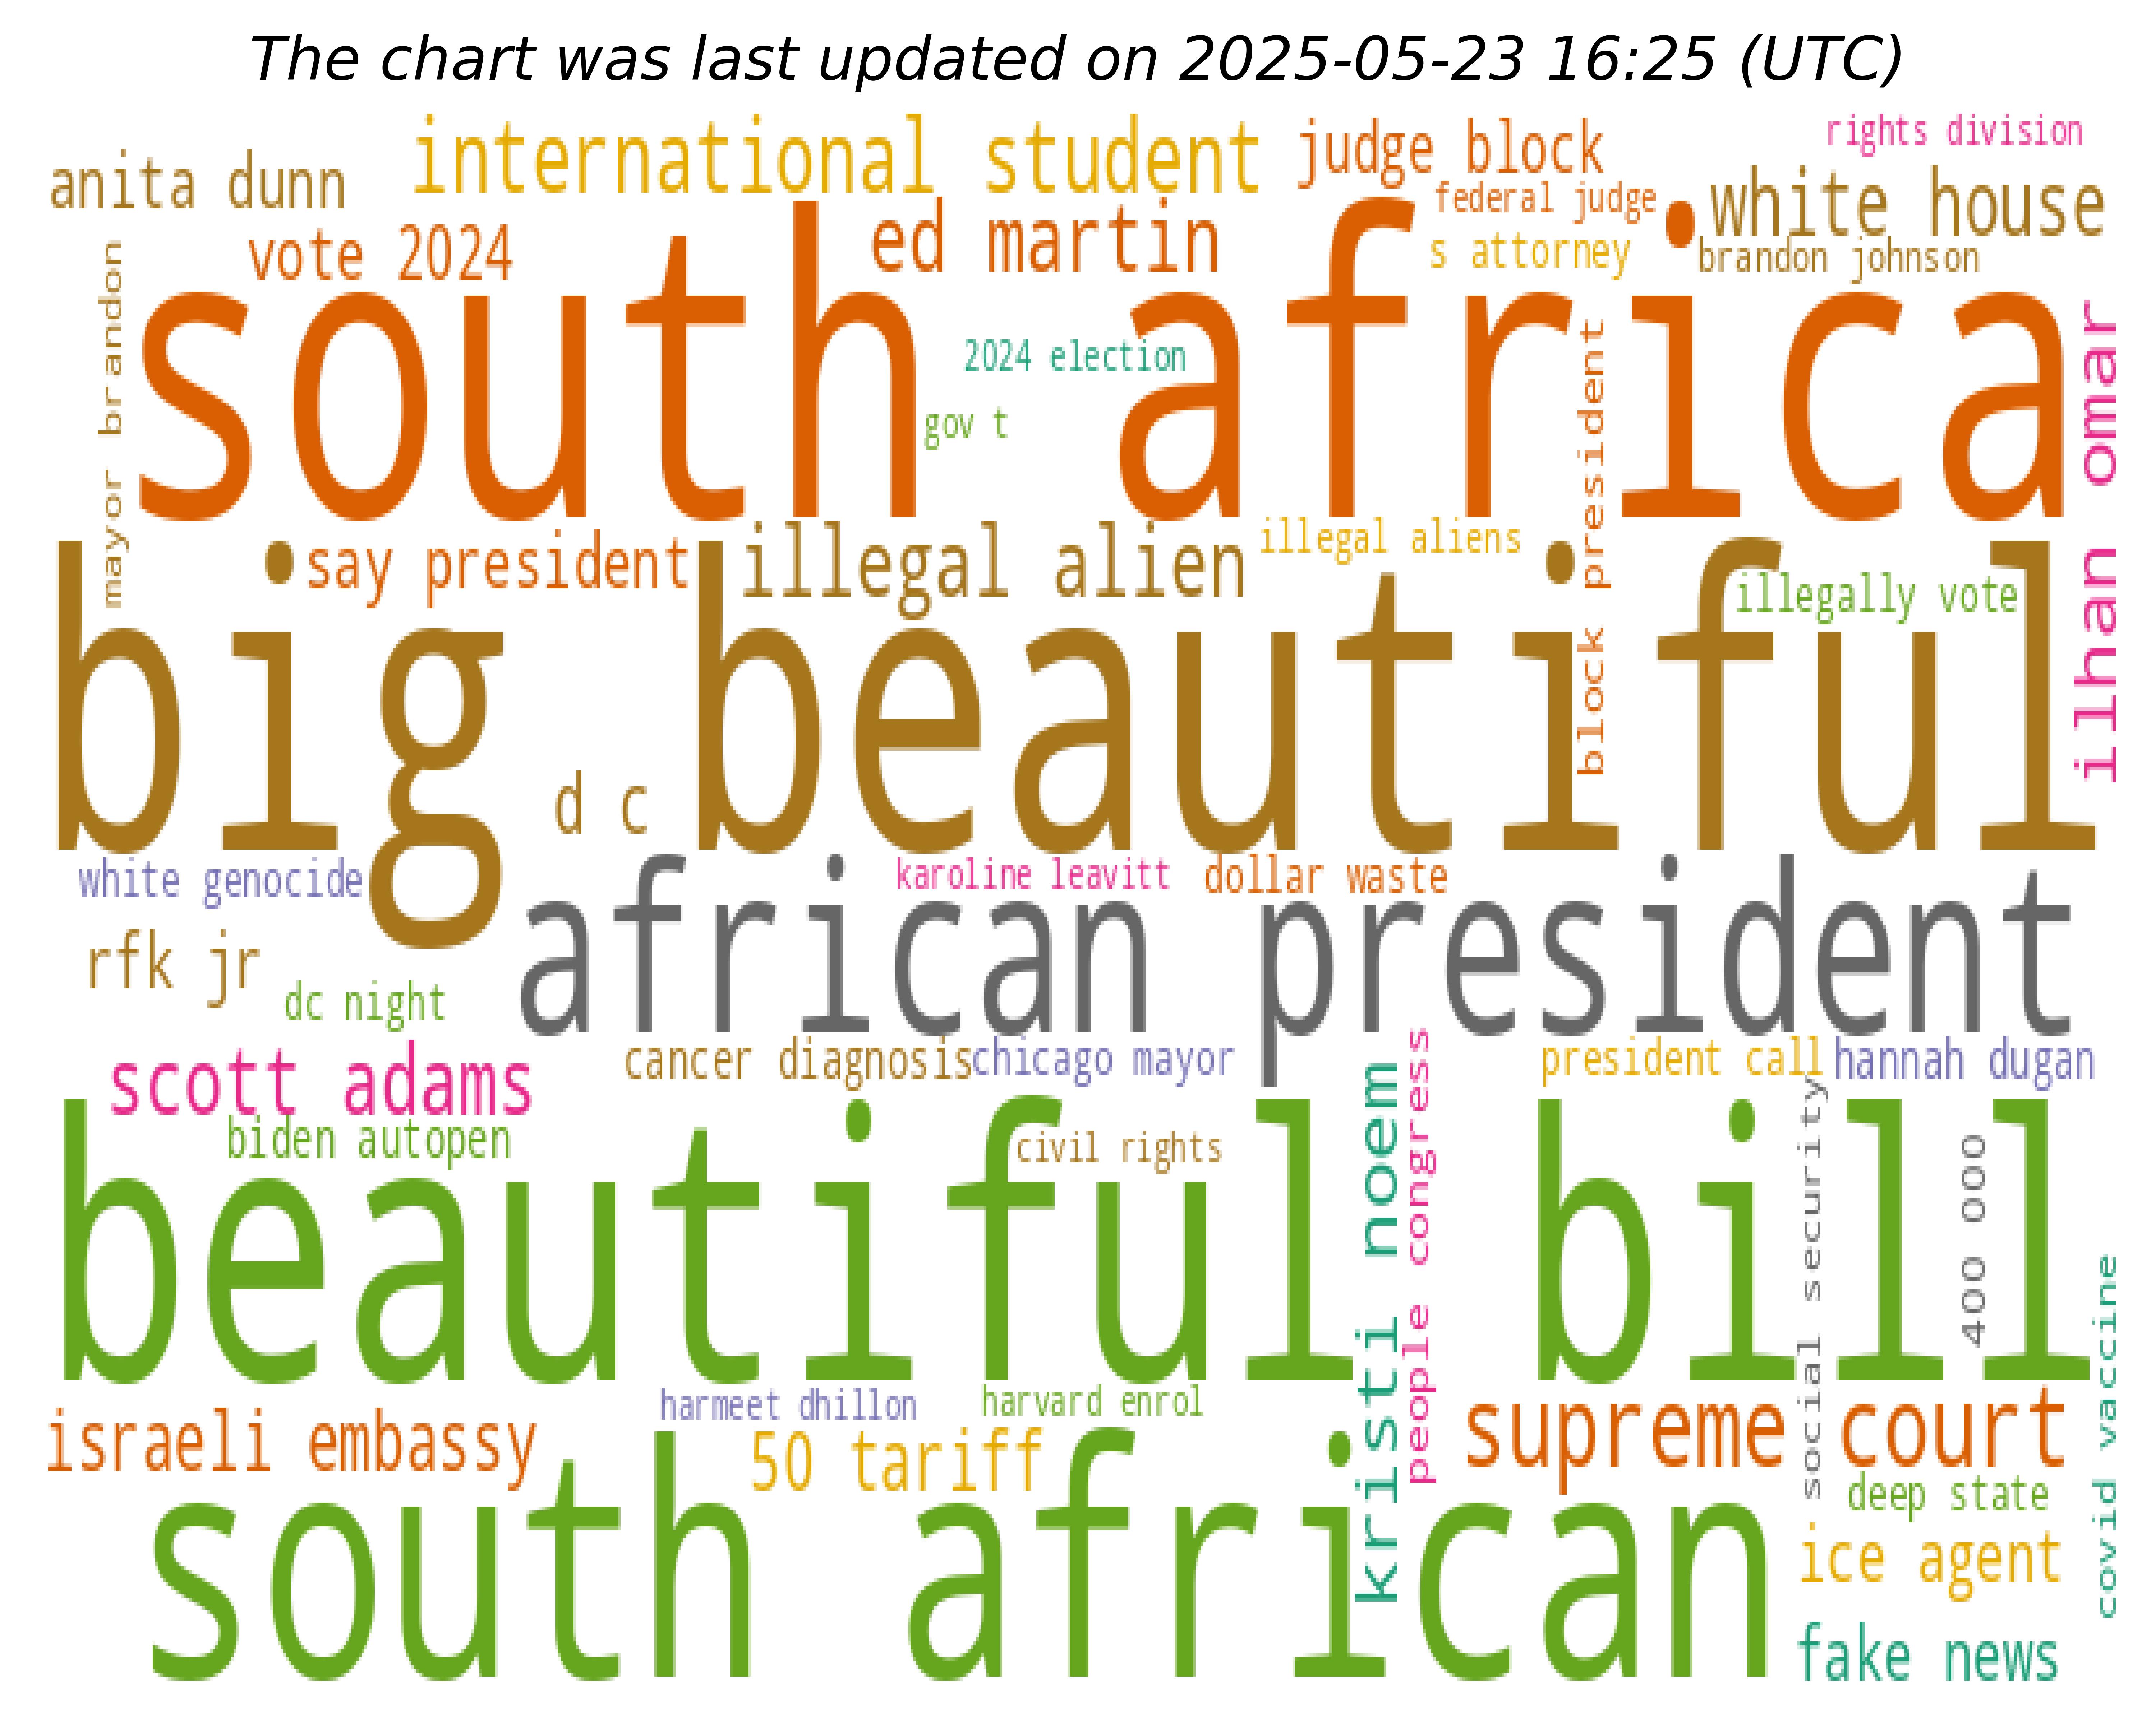 The chart was last updated on 2025-05-23 16:25 (UTC)
international student
judge block
rights division
anita dunn
federal judge
white house
vote 2024
ed martin
s attorney
brandon johnson
mayor brandon
south africa
2024 election
gov t
block president
ilhan omar
say president
illegal alien
illegal aliens
illegally vote
big beautiful
d c
white genocide
karoline leavitt
dollar waste
rfk jr
african president
dc night
scott adams
cancer diagnosis
chicago mayor
president call
hannah dugan
biden autopen
civil rights
kristi noem
people congress
social security
400 000
beautiful bill
covid vaccine
israeli embassy
harmeet dhillon
harvard enrol
50 tariff
supreme court
deep state
south african
ice agent
fake news